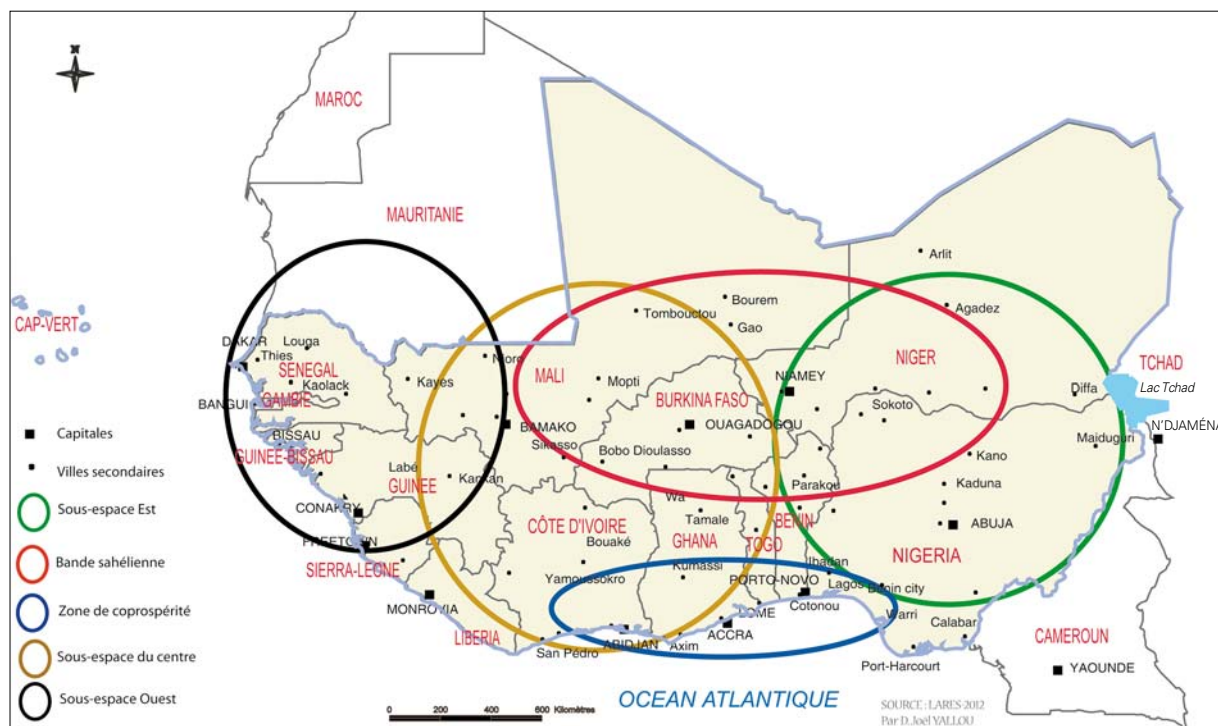 N
MAROC
MAURITANIE
Arlit
CAP-VERT
Bourem
Agadez
Tombouctou
Gao
DAKAR
Louga
Thies
SENEGAL
Kaolack
Kayes
Nioro
MALI
Mopti
BURKINA FASO
NIAMEY
NIGER
TCHAD
Diffa
Lac Tchad
BANGUI
GAMBIE
BAMAKO
OUAGADOGOU
Sokoto
N'DJAMÉNA
BISSAU
GUINEE-BISSAU
Sikasso
Bobo Dioulasso
Maiduguri
Kano
Labé
GUINEE
Kankan
Wa
Parakou
Kaduna
CONAKRY
CÔTE D'IVOIRE
Tamale
BENIN
ABUJA
FREETOWN
Bouaké
GHANA
TOGO
NIGERIA
SIERRA-LEONE
Yamoussokro
Kumassi
PORTO-NOVO
Ibadan
Lagos
Benin city
MONROVIA
LOME
Cotonou
Warri
LIBERIA
ABIDJAN
ACCRA
Calabar
CAMEROUN
San Pédro
Axim
Port-Harcourt
YAOUNDE
Capitales
Villes secondaires
Sous-espace Est
Bande sahélienne
Zone de coprospérité
Sous-espace du centre
Sous-espace Ouest
0 200 400 600 Kilomètres
OCEAN ATLANTIQUE
SOURCE : LARES-2012
Par D.Joël YALLOU